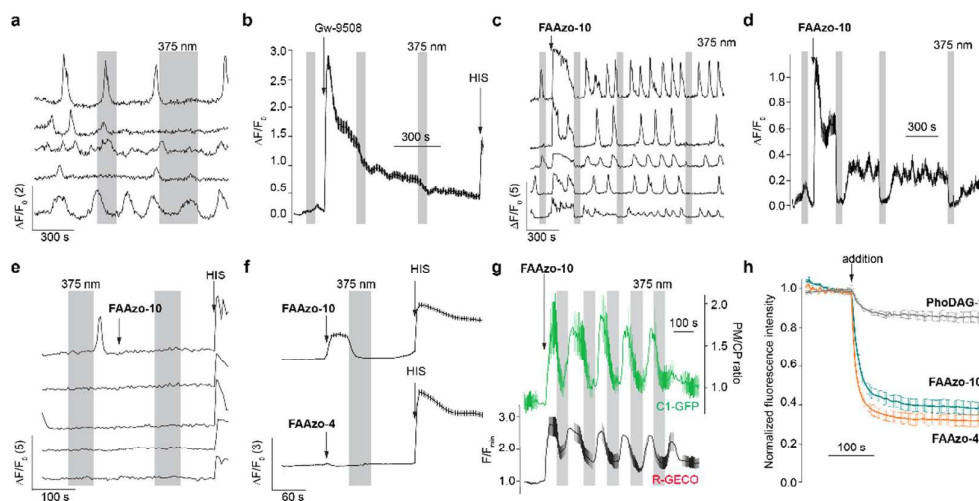 a
b
c
d
375 nm
Gw-9508
375 nm
HIS
ΔF/F₀ (2)
300 s
ΔF/F₀
3.0
2.5
2.0
1.5
1.0
0.5
0.0
300 s
FAAzo-10
375 nm
ΔF/F₀ (5)
300 s
FAAzo-10
375 nm
ΔF/F₀
1.0
0.8
0.6
0.4
0.2
0.0
300 s
e
f
g
h
375 nm
HIS
FAAzo-10
ΔF/F₀ (5)
100 s
375 nm
HIS
FAAzo-10
HIS
FAAzo-4
ΔF/F₀ (3)
60 s
FAAzo-10
375 nm
2.0
1.5
1.0
PM/CP ratio
100 s
C1-GFP
3.0
2.0
1.0
F/Fmin
R-GECO
addition
Normalized fluorescence intensity
1.0
0.8
0.6
0.4
0.2
0.0
PhoDAG-1
FAAzo-10
FAAzo-4
100 s